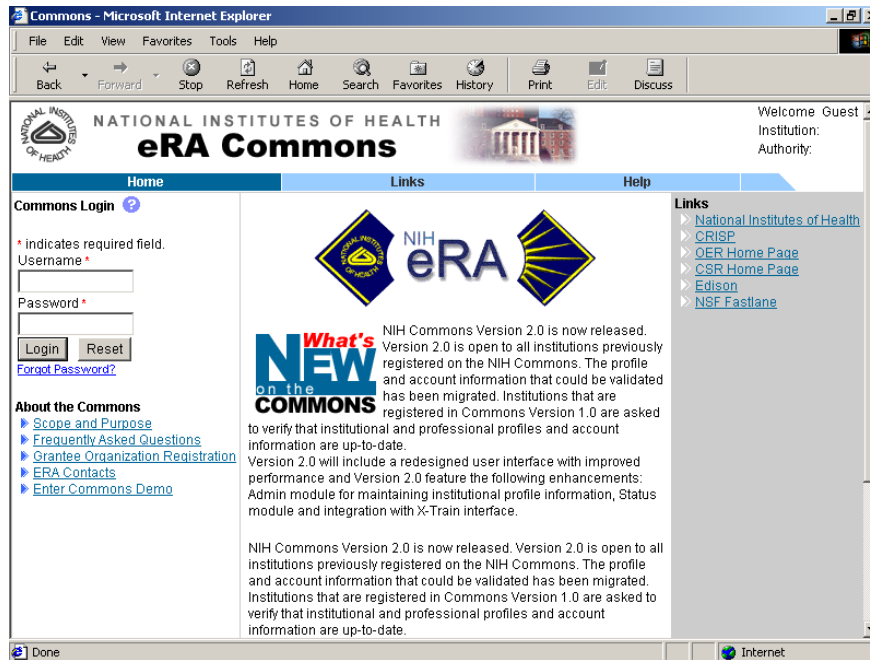 Commons - Microsoft Internet Explorer
File Edit View Favorites Tools Help
Back Forward Stop Refresh Home Search Favorites History Print Edit Discuss
NATIONAL INSTITUTES OF HEALTH
NATIONAL INSTITUTES OF HEALTH
eRA Commons
Welcome Guest
Institution:
Authority:
Home Links Help
Commons Login ?
* indicates required field.
Username *
Password *
Login Reset
Forgot Password?
About the Commons
Scope and Purpose
Frequently Asked Questions
Grantee Organization Registration
ERA Contacts
Enter Commons Demo
NATIONAL INSTITUTES OF HEALTH
NIH
eRA
What's
NEW
on the
COMMONS
NIH Commons Version 2.0 is now released.
Version 2.0 is open to all institutions previously
registered on the NIH Commons. The profile
and account information that could be validated
has been migrated. Institutions that are
registered in Commons Version 1.0 are asked
to verify that institutional and professional profiles and account
information are up-to-date.
Version 2.0 will include a redesigned user interface with improved
performance and Version 2.0 feature the following enhancements:
Admin module for maintaining institutional profile information, Status
module and integration with X-Train interface.
NIH Commons Version 2.0 is now released. Version 2.0 is open to all
institutions previously registered on the NIH Commons. The profile
and account information that could be validated has been migrated.
Institutions that are registered in Commons Version 1.0 are asked to
verify that institutional and professional profiles and account
information are up-to-date.
Links
National Institutes of Health
CRISP
OER Home Page
CSR Home Page
Edison
NSF Fastlane
Done
Internet